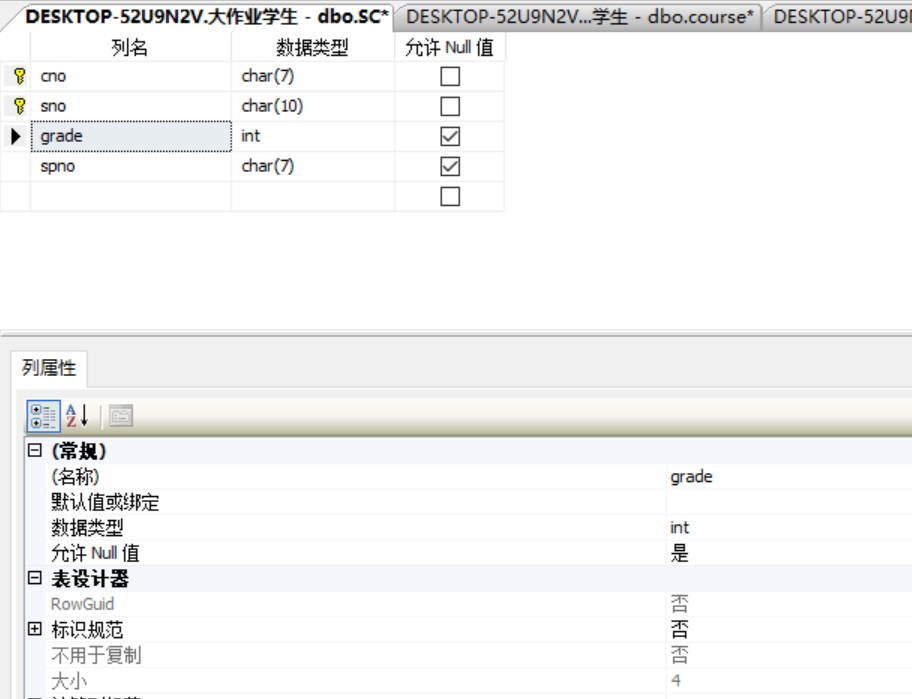 DESKTOP-52U9N2V.大作业学生 - dbo.SC* DESKTOP-52U9N2V...学生 - dbo.course* DESKTOP-52U9
列名 数据类型 允许 Null 值
cno char(7)
sno char(10)
grade int
spno char(7)
列属性
(常规)
(名称) grade
默认值或绑定
数据类型 int
允许 Null 值 是
表设计器
RowGuid 否
标识规范 否
不用于复制 否
大小 4